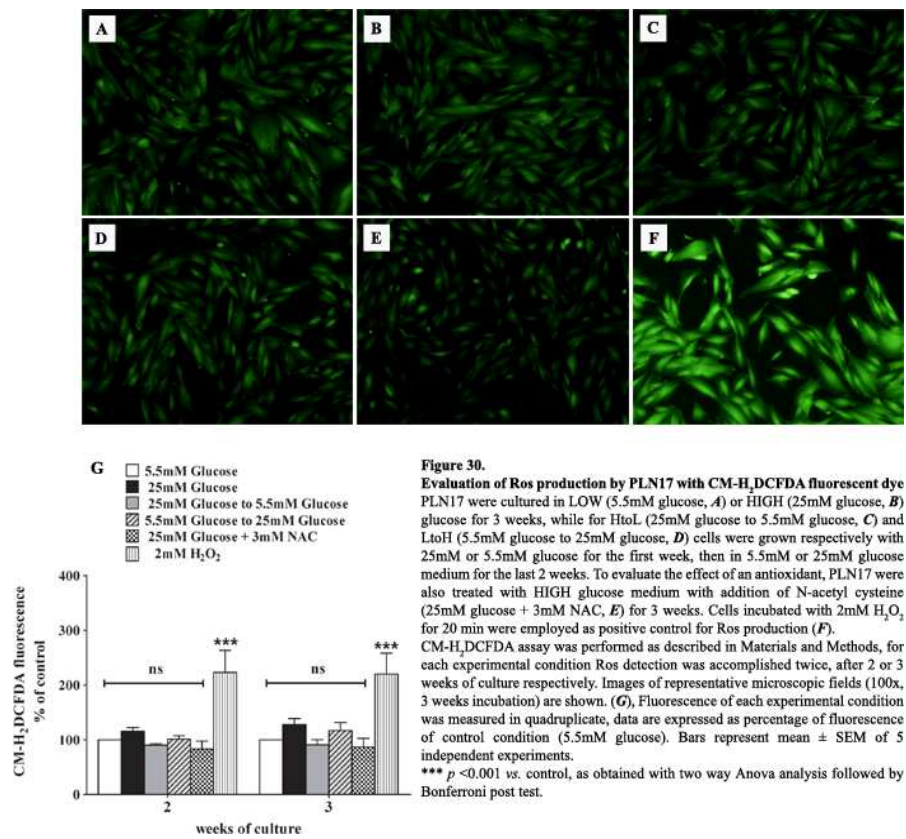 A
B
C
D
E
F
G
5.5mM Glucose
25mM Glucose
25mM Glucose to 5.5mM Glucose
5.5mM Glucose to 25mM Glucose
25mM Glucose + 3mM NAC
2mM H₂O₂
CM-H₂DCFDA fluorescence
% of control
400
300
200
100
0
ns
***
ns
***
2
3
weeks of culture
Figure 30.
Evaluation of Ros production by PLN17 with CM-H₂DCFDA fluorescent dye
PLN17 were cultured in LOW (5.5mM glucose, A) or HIGH (25mM glucose, B)
glucose for 3 weeks, while for HtoL (25mM glucose to 5.5mM glucose, C) and
LtoH (5.5mM glucose to 25mM glucose, D) cells were grown respectively with
25mM or 5.5mM glucose for the first week, then in 5.5mM or 25mM glucose
medium for the last 2 weeks. To evaluate the effect of an antioxidant, PLN17 were
also treated with HIGH glucose medium with addition of N-acetyl cysteine
(25mM glucose + 3mM NAC, E) for 3 weeks. Cells incubated with 2mM H₂O₂
for 20 min were employed as positive control for Ros production (F).
CM-H₂DCFDA assay was performed as described in Materials and Methods, for
each experimental condition Ros detection was accomplished twice, after 2 or 3
weeks of culture respectively. Images of representative microscopic fields (100x,
3 weeks incubation) are shown. (G), Fluorescence of each experimental condition
was measured in quadruplicate, data are expressed as percentage of fluorescence
of control condition (5.5mM glucose). Bars represent mean ± SEM of 5
independent experiments.
*** p <0.001 vs. control, as obtained with two way Anova analysis followed by
Bonferroni post test.